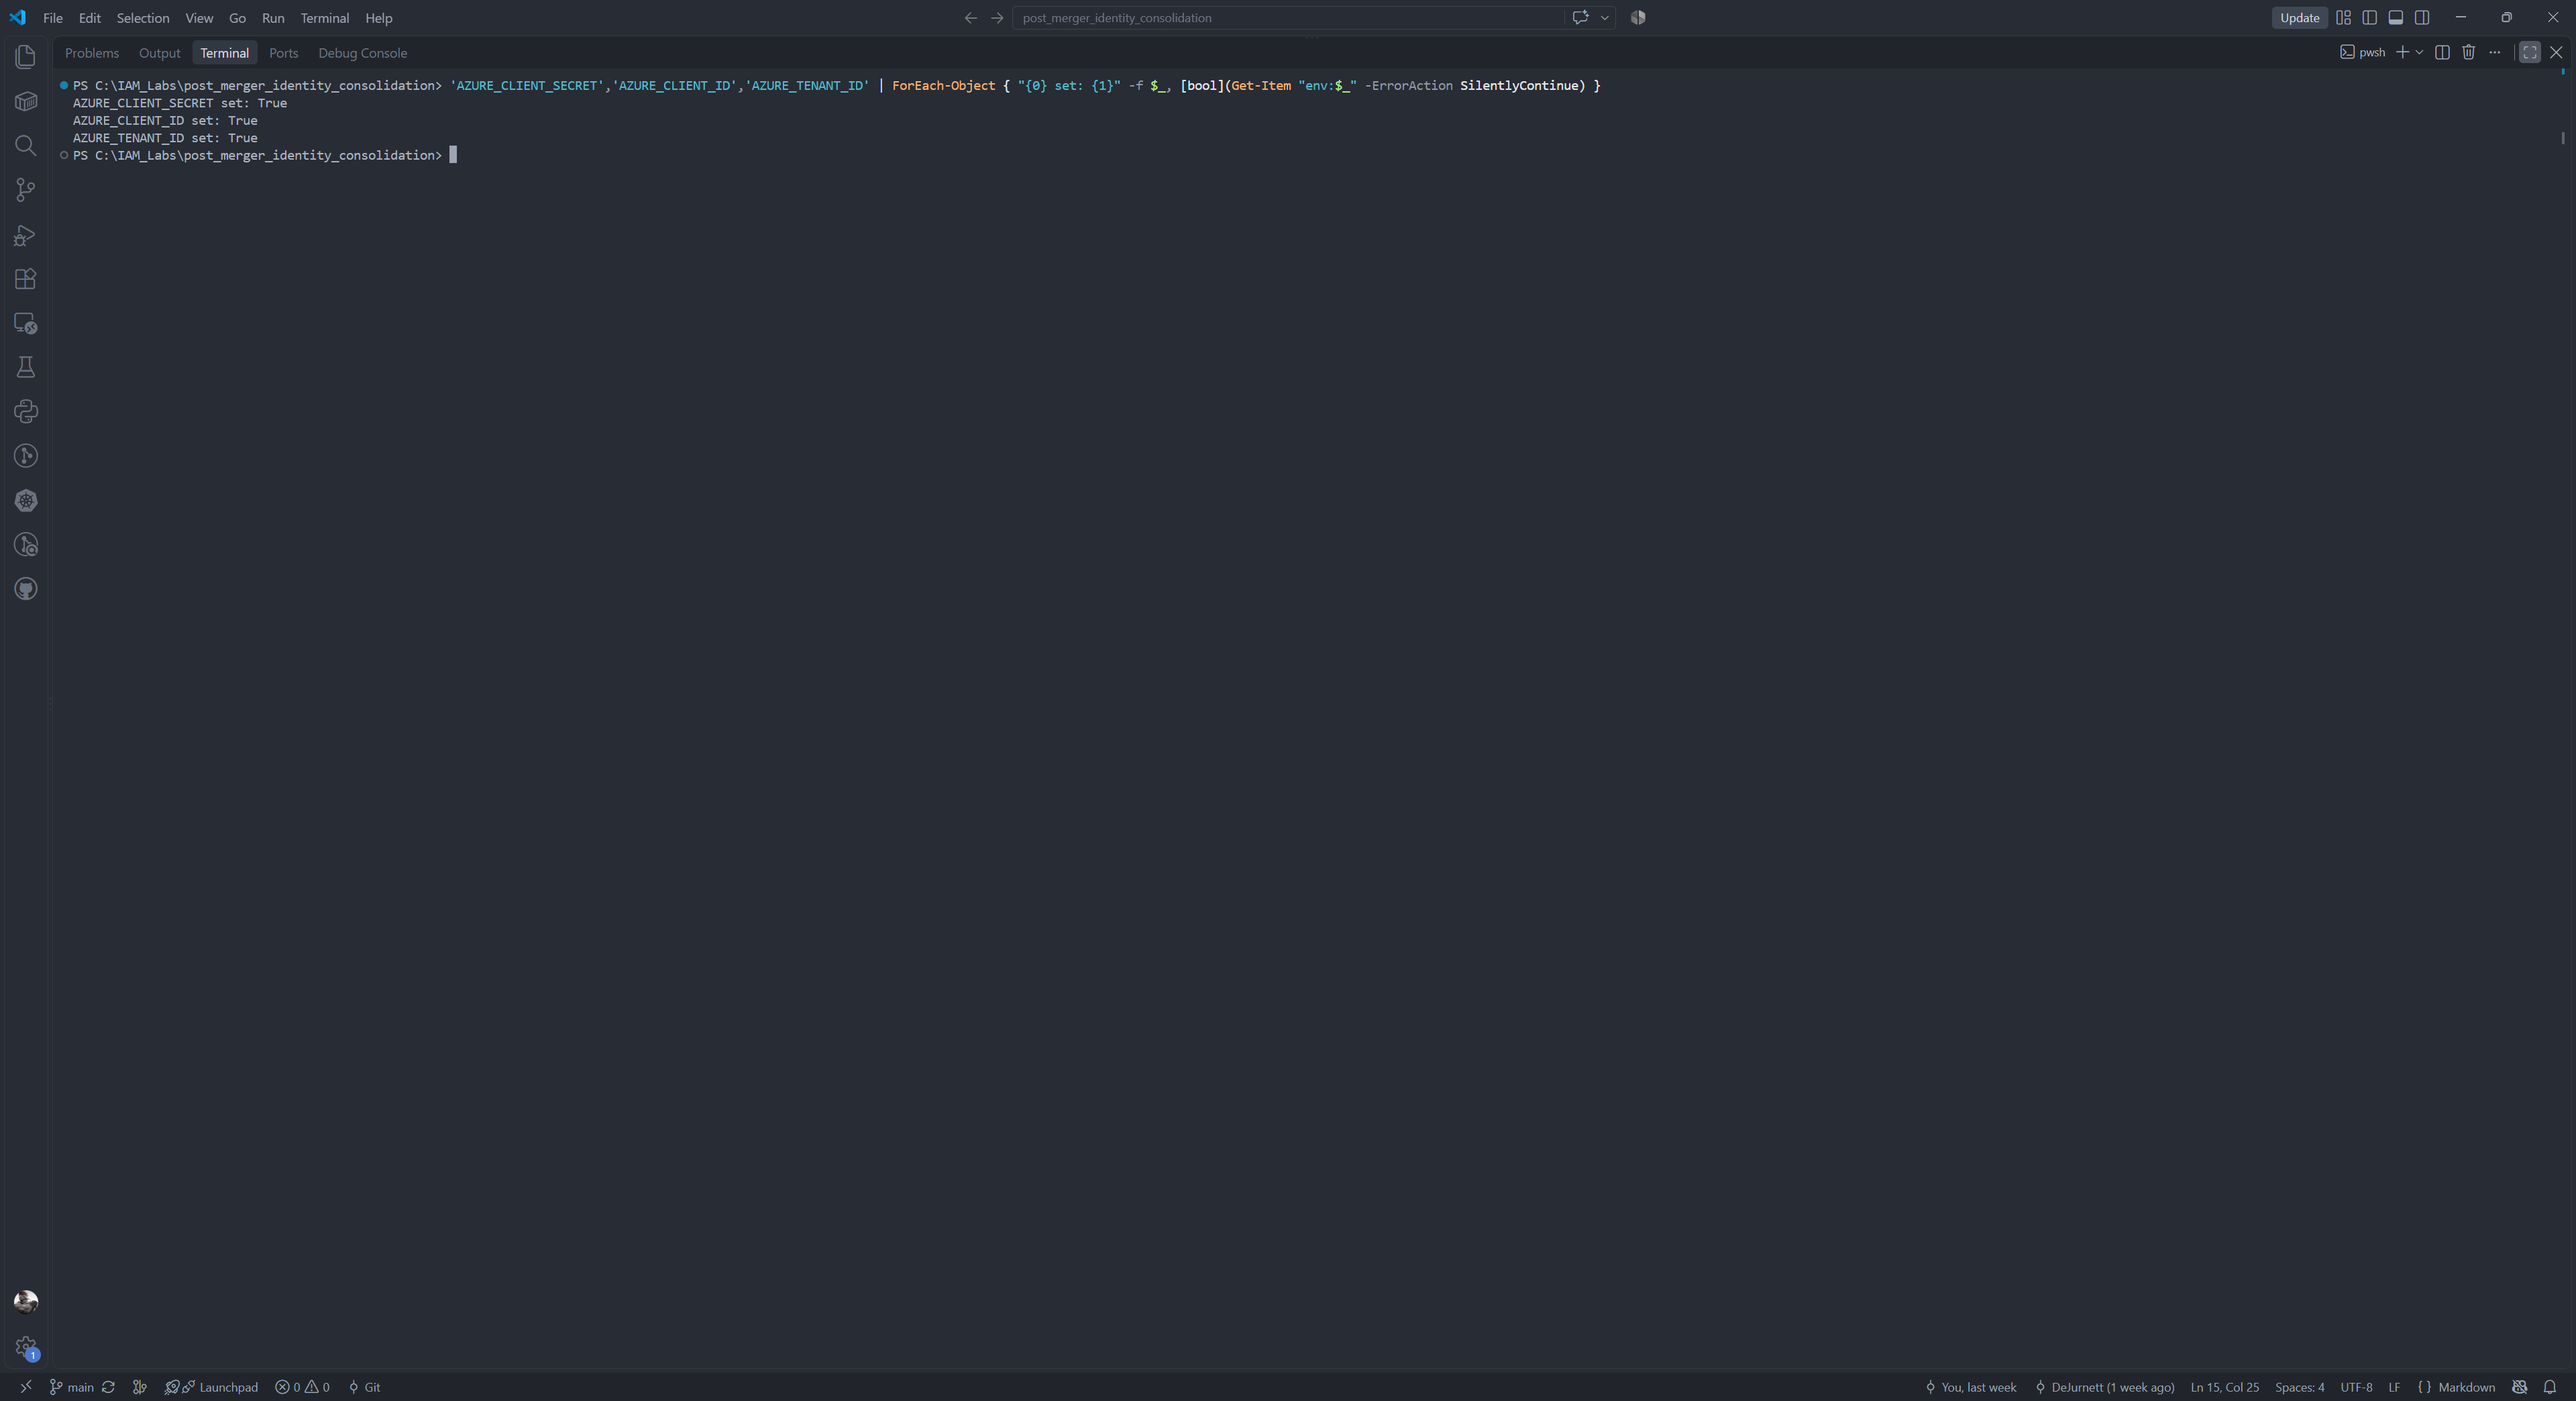 File Edit Selection View Go Run Terminal Help
post_merger_identity_consolidation
Update
Problems Output Terminal Ports Debug Console
pwsh
PS C:\IAM_Labs\post_merger_identity_consolidation> 'AZURE_CLIENT_SECRET','AZURE_CLIENT_ID','AZURE_TENANT_ID' | ForEach-Object { "{0} set: {1}" -f $_, [bool](Get-Item "env:$_" -ErrorAction SilentlyContinue) }
AZURE_CLIENT_SECRET set: True
AZURE_CLIENT_ID set: True
AZURE_TENANT_ID set: True
PS C:\IAM_Labs\post_merger_identity_consolidation>
1
main Launchpad 0 0 Git
You, last week DeJurnett (1 week ago) Ln 15, Col 25 Spaces: 4 UTF-8 LF { } Markdown